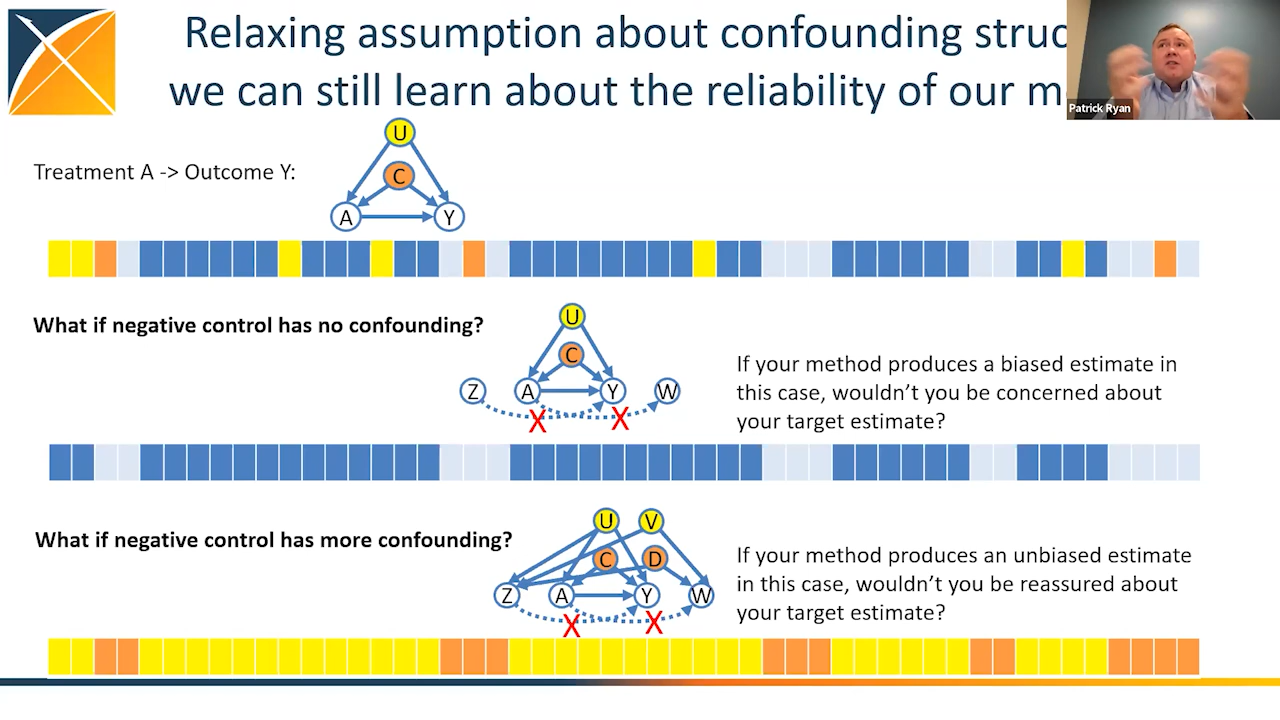 Relaxing assumption about confounding struc
we can still learn about the reliability of our m
Patrick Ryan
Treatment A -> Outcome Y:
U
C
A
Y
What if negative control has no confounding?
U
C
Z
A
Y
W
X
X
If your method produces a biased estimate in
this case, wouldn't you be concerned about
your target estimate?
What if negative control has more confounding?
U
V
C
D
Z
A
Y
W
X
X
If your method produces an unbiased estimate
in this case, wouldn't you be reassured about
your target estimate?